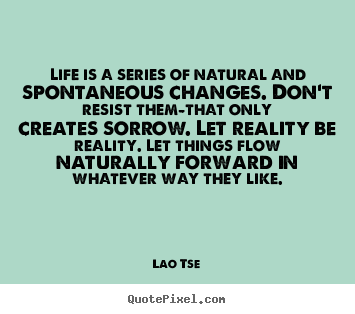 Life is a series of natural and
spontaneous changes. Don't
resist them-that only
creates sorrow. Let reality be
reality. Let things flow
naturally forward in
whatever way they like.
Lao Tse
QuotePixel.com